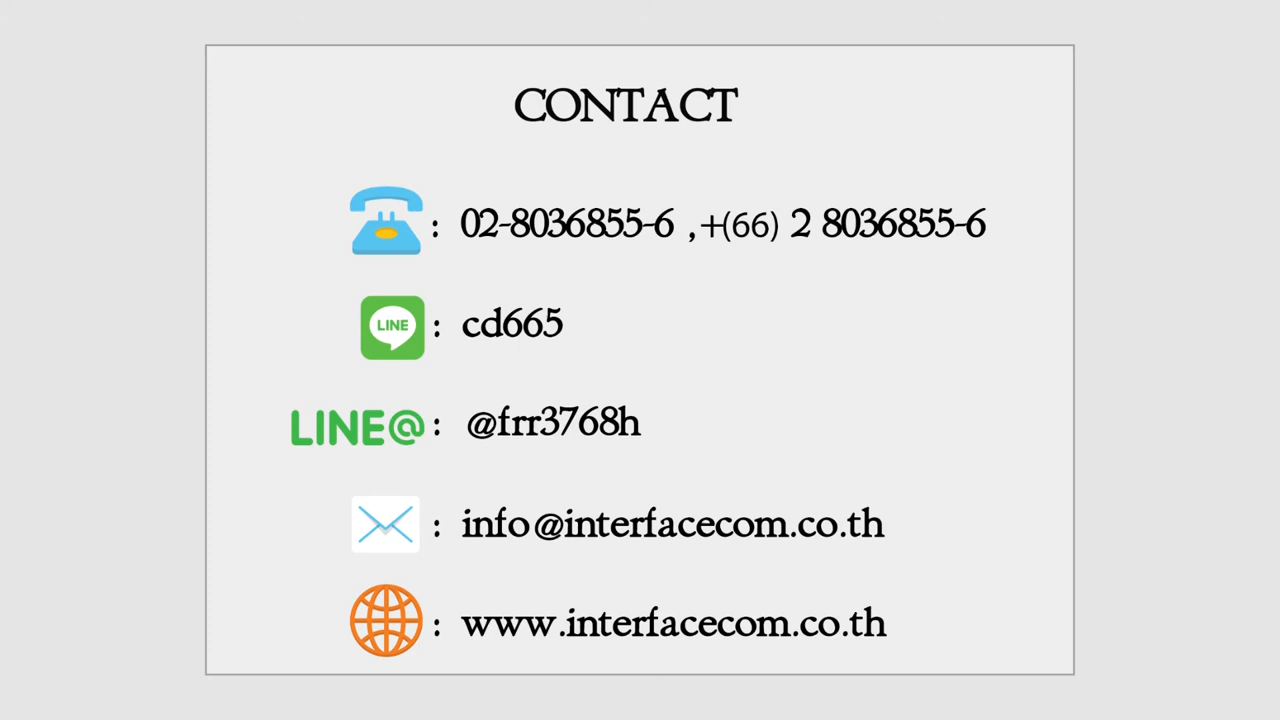 CONTACT
: 02-8036855-6 ,+(66) 2 8036855-6
LINE : cd665
LINE@ : @frr3768h
: info@interfacecom.co.th
: www.interfacecom.co.th